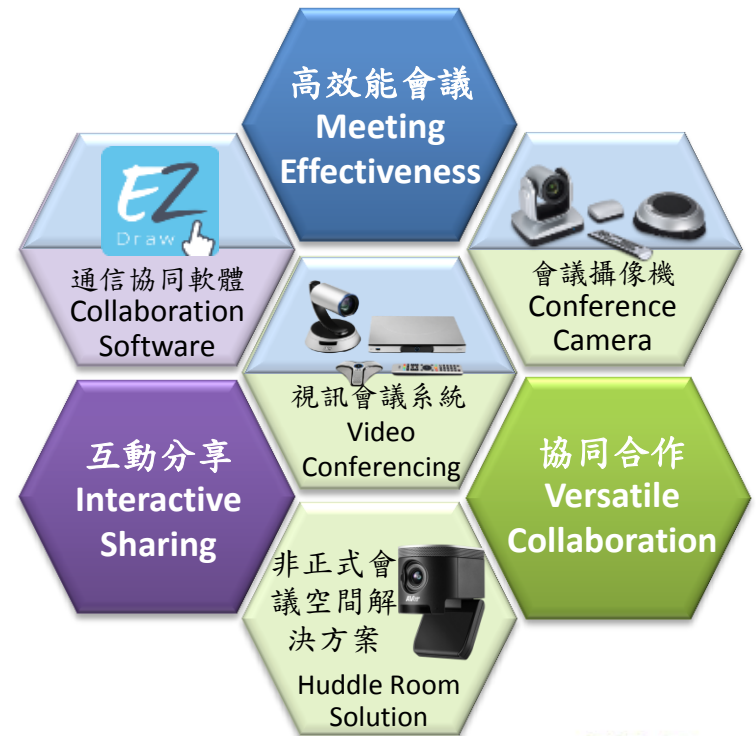 高效能會議
Meeting
Effectiveness
EZ
Draw
通信協同軟體
Collaboration
Software
會議攝像機
Conference
Camera
視訊會議系統
Video
Conferencing
互動分享
Interactive
Sharing
協同合作
Versatile
Collaboration
非正式會
議空間解
決方案
AVer
Huddle Room
Solution